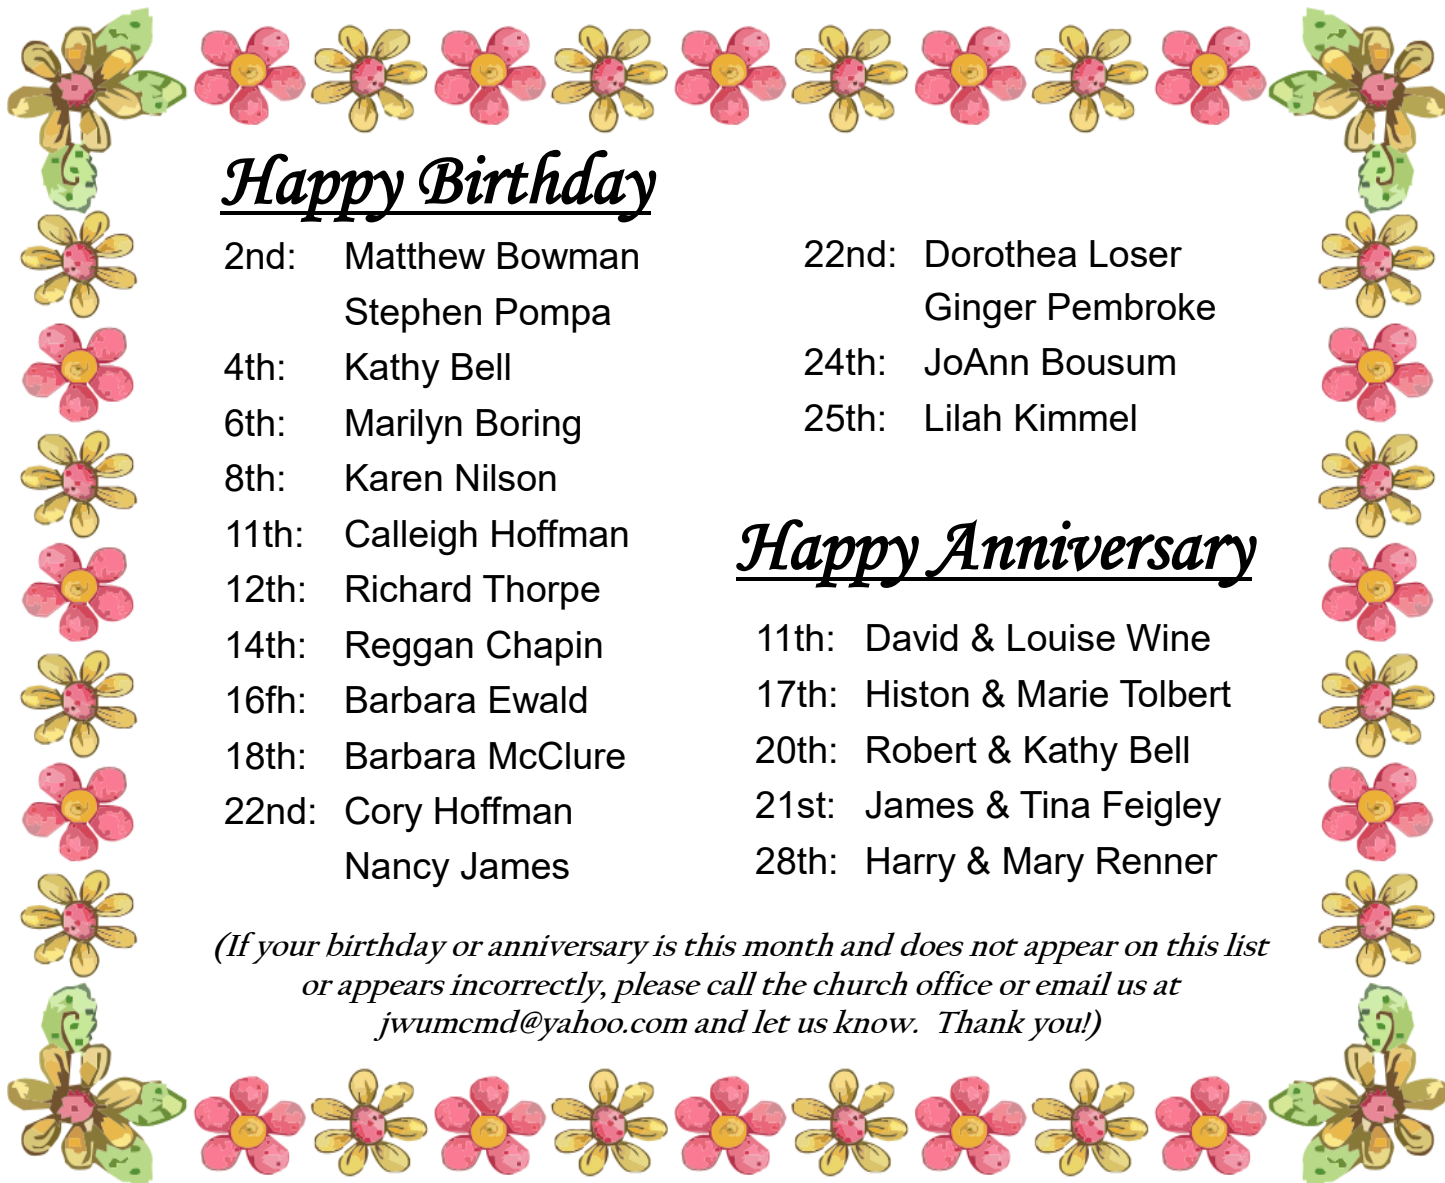 Happy Birthday
2nd: Matthew Bowman
Stephen Pompa
4th: Kathy Bell
6th: Marilyn Boring
8th: Karen Nilson
11th: Calleigh Hoffman
12th: Richard Thorpe
14th: Reggan Chapin
16fh: Barbara Ewald
18th: Barbara McClure
22nd: Cory Hoffman
Nancy James
22nd: Dorothea Loser
Ginger Pembroke
24th: JoAnn Bousum
25th: Lilah Kimmel
Happy Anniversary
11th: David & Louise Wine
17th: Histon & Marie Tolbert
20th: Robert & Kathy Bell
21st: James & Tina Feigley
28th: Harry & Mary Renner
(If your birthday or anniversary is this month and does not appear on this list
or appears incorrectly, please call the church office or email us at
jwumcmd@yahoo.com and let us know.  Thank you!)